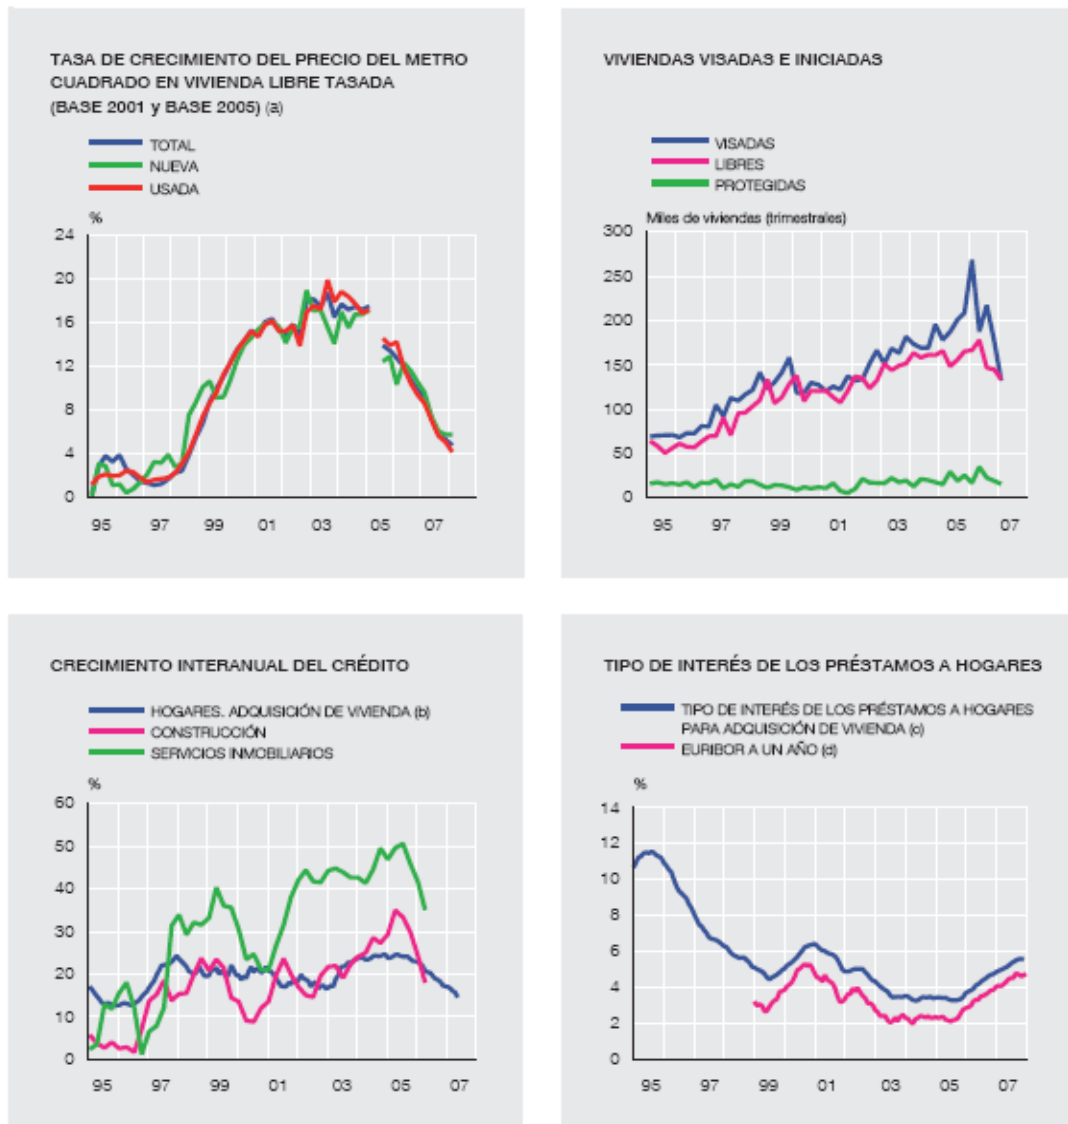 TASA DE CRECIMIENTO DEL PRECIO DEL METRO
CUADRADO EN VIVIENDA LIBRE TASADA
(BASE 2001 y BASE 2005) (a)
TOTAL
NUEVA
USADA
%
24
20
16
12
8
4
0
95 97 99 01 03 05 07
VIVIENDAS VISADAS E INICIADAS
VISADAS
LIBRES
PROTEGIDAS
Miles de viviendas (trimestrales)
300
250
200
150
100
50
0
95 97 99 01 03 05 07
CRECIMIENTO INTERANUAL DEL CRÉDITO
HOGARES. ADQUISICIÓN DE VIVIENDA (b)
CONSTRUCCIÓN
SERVICIOS INMOBILIARIOS
%
60
50
40
30
20
10
0
95 97 99 01 03 05 07
TIPO DE INTERÉS DE LOS PRÉSTAMOS A HOGARES
TIPO DE INTERÉS DE LOS PRÉSTAMOS A HOGARES
PARA ADQUISICIÓN DE VIVIENDA (c)
EURIBOR A UN AÑO (d)
%
14
12
10
8
6
4
2
0
95 97 99 01 03 05 07